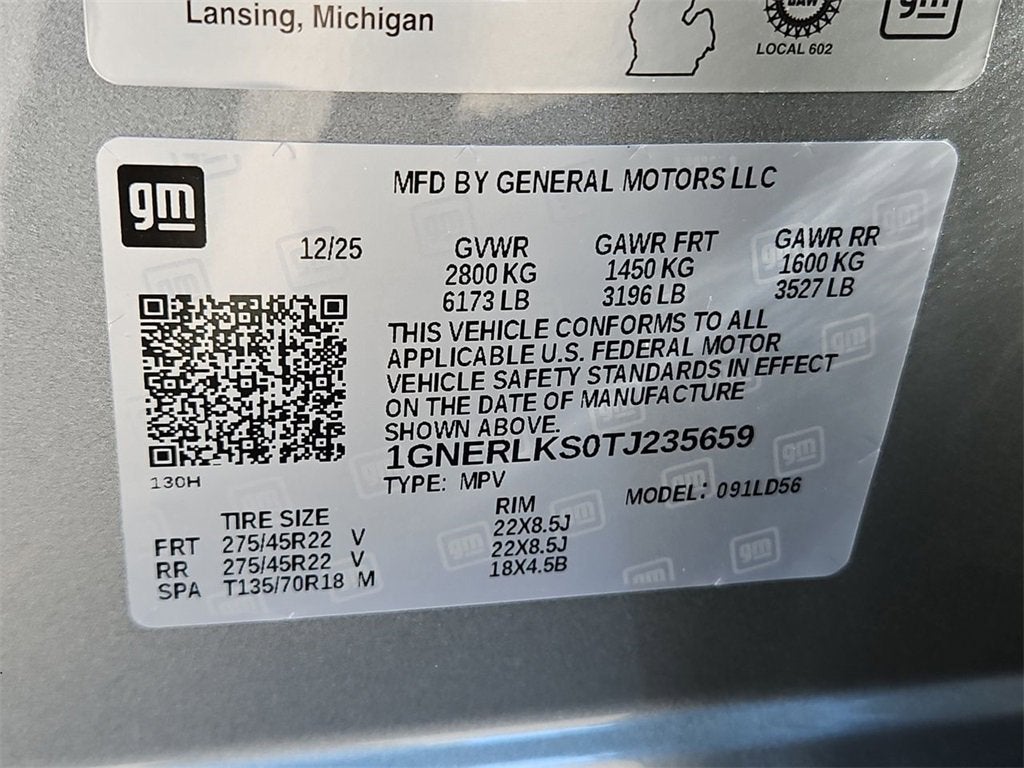 Lansing, Michigan
UAW
LOCAL 602
gm
gm
MFD BY GENERAL MOTORS LLC
12/25
GVWR GAWR FRT GAWR RR
2800 KG 1450 KG 1600 KG
6173 LB 3196 LB 3527 LB
THIS VEHICLE CONFORMS TO ALL
APPLICABLE U.S. FEDERAL MOTOR
VEHICLE SAFETY STANDARDS IN EFFECT
ON THE DATE OF MANUFACTURE
SHOWN ABOVE.
1GNERLKS0TJ235659
130H
TYPE: MPV MODEL: 091LD56
TIRE SIZE RIM
FRT 275/45R22 V 22X8.5J
RR 275/45R22 V 22X8.5J
SPA T135/70R18 M 18X4.5B